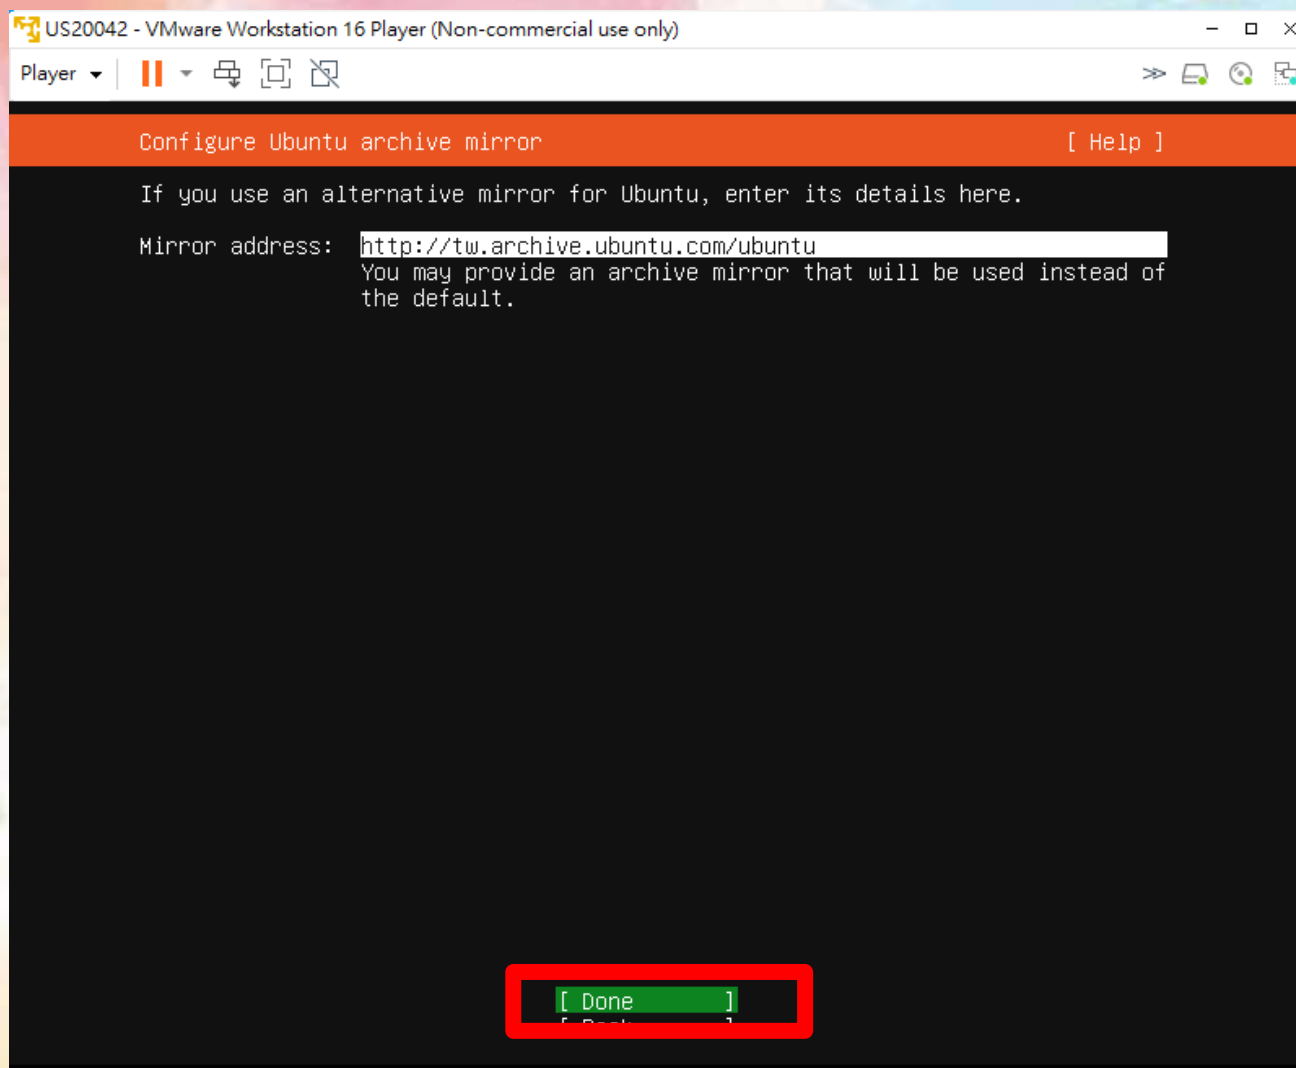 US20042 - VMware Workstation 16 Player (Non-commercial use only)
Player
Configure Ubuntu archive mirror [ Help ]
If you use an alternative mirror for Ubuntu, enter its details here.
Mirror address: http://tw.archive.ubuntu.com/ubuntu
You may provide an archive mirror that will be used instead of
the default.
[ Done ]